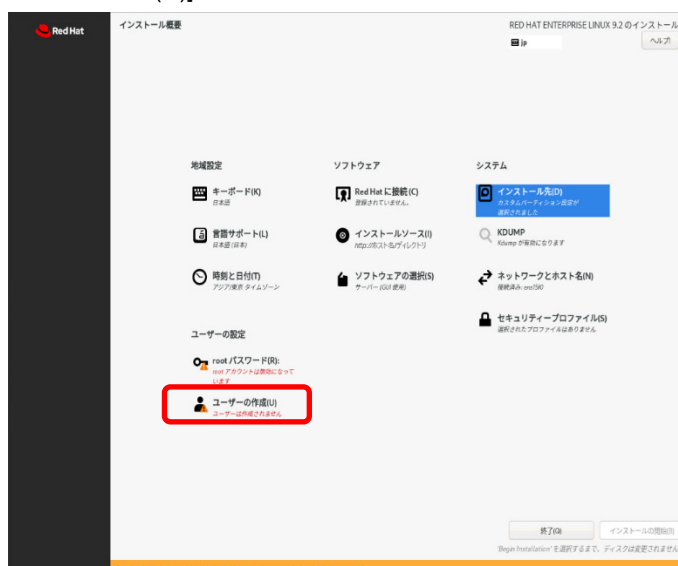 Red Hat
インストール概要
RED HAT ENTERPRISE LINUX 9.2 のインストール
jp
ヘルプ!
地域設定
キーボード(K)
日本語
言語サポート(L)
日本語 (日本)
時刻と日付(T)
アジア/東京 タイムゾーン
ソフトウェア
Red Hat に接続(C)
登録されていません。
インストールソース(I)
http://ホスト名/ディレクトリ
ソフトウェアの選択(S)
サーバー (GUI 使用)
システム
インストール先(D)
カスタムパーティション設定が
選択されました
KDUMP
Kdump が有効になります
ネットワークとホスト名(N)
接続済み: ens190
セキュリティープロファイル(S)
選択されたプロファイルはありません
ユーザーの設定
root パスワード(R):
root アカウントは無効になって
います
ユーザーの作成(U)
ユーザーは作成されません
終了(Q)
インストールの開始(B)
'Begin Installation' を選択するまで、ディスクは変更されません